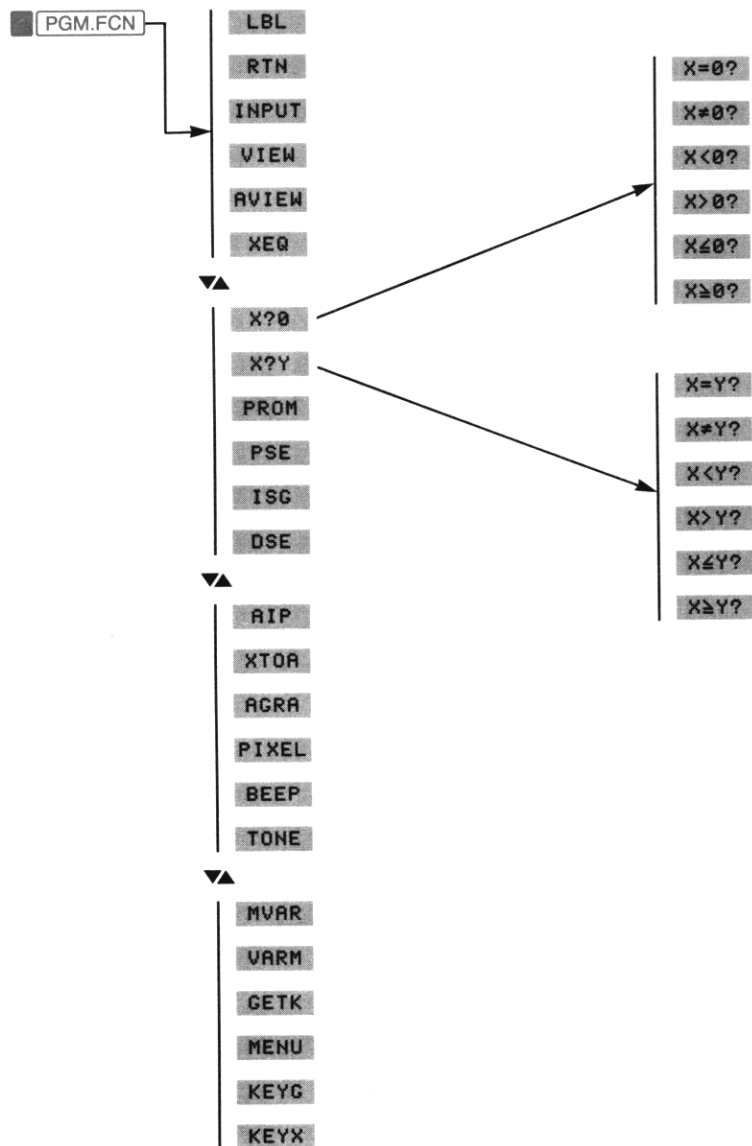 PGM.FCN
LBL
RTN
INPUT
VIEW
AVIEW
XEQ
▼▲
X?0
X?Y
PROM
PSE
ISG
DSE
▼▲
AIP
XTOA
AGRA
PIXEL
BEEP
TONE
▼▲
MVAR
VARM
GETK
MENU
KEYG
KEYX
X=0?
X≠0?
X<0?
X>0?
X≤0?
X≥0?
X=Y?
X≠Y?
X<Y?
X>Y?
X≤Y?
X≥Y?